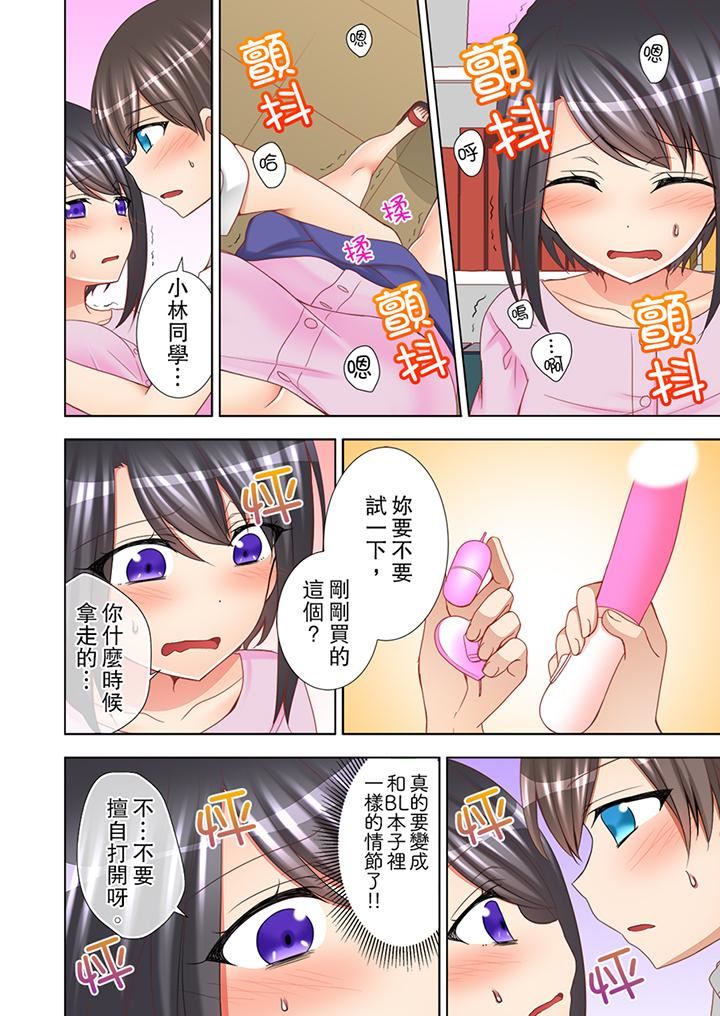 嗯
顫抖
呼
嗚
…啊
顫抖
嗯
顫抖
哈
揉
揉
顫抖
嗯
小林同學…
妳要不要
試一下，
剛剛買的
這個？
怦
怦
你什麼時候
拿走的…
怦
怦
真的要變成
和BL本子裡
一樣的情節了!!
怦
怦
怦
不…不要
擅自打開呀。